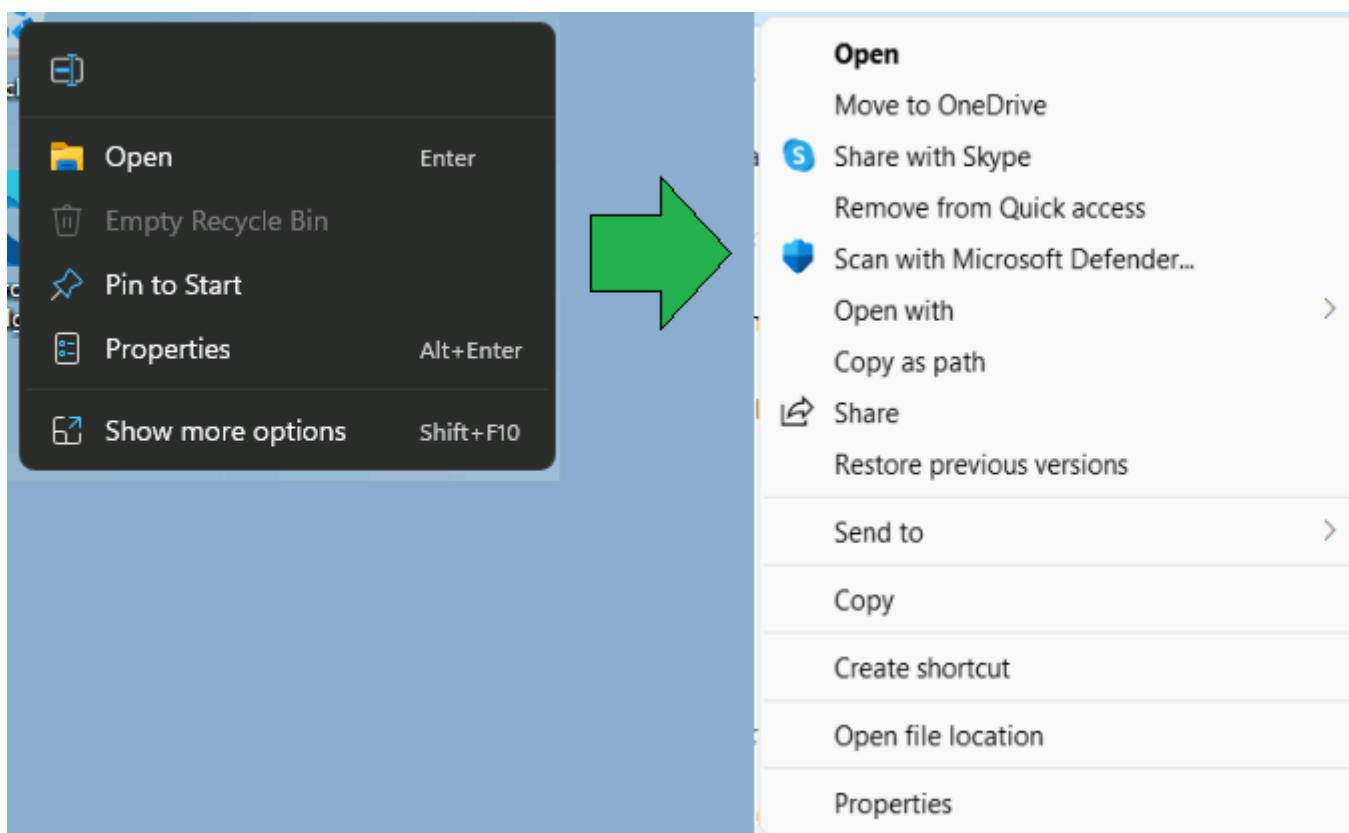 Open Enter
Empty Recycle Bin
Pin to Start
Properties Alt+Enter
Show more options Shift+F10
Open
Move to OneDrive
Share with Skype
Remove from Quick access
Scan with Microsoft Defender...
Open with
Copy as path
Share
Restore previous versions
Send to
Copy
Create shortcut
Open file location
Properties